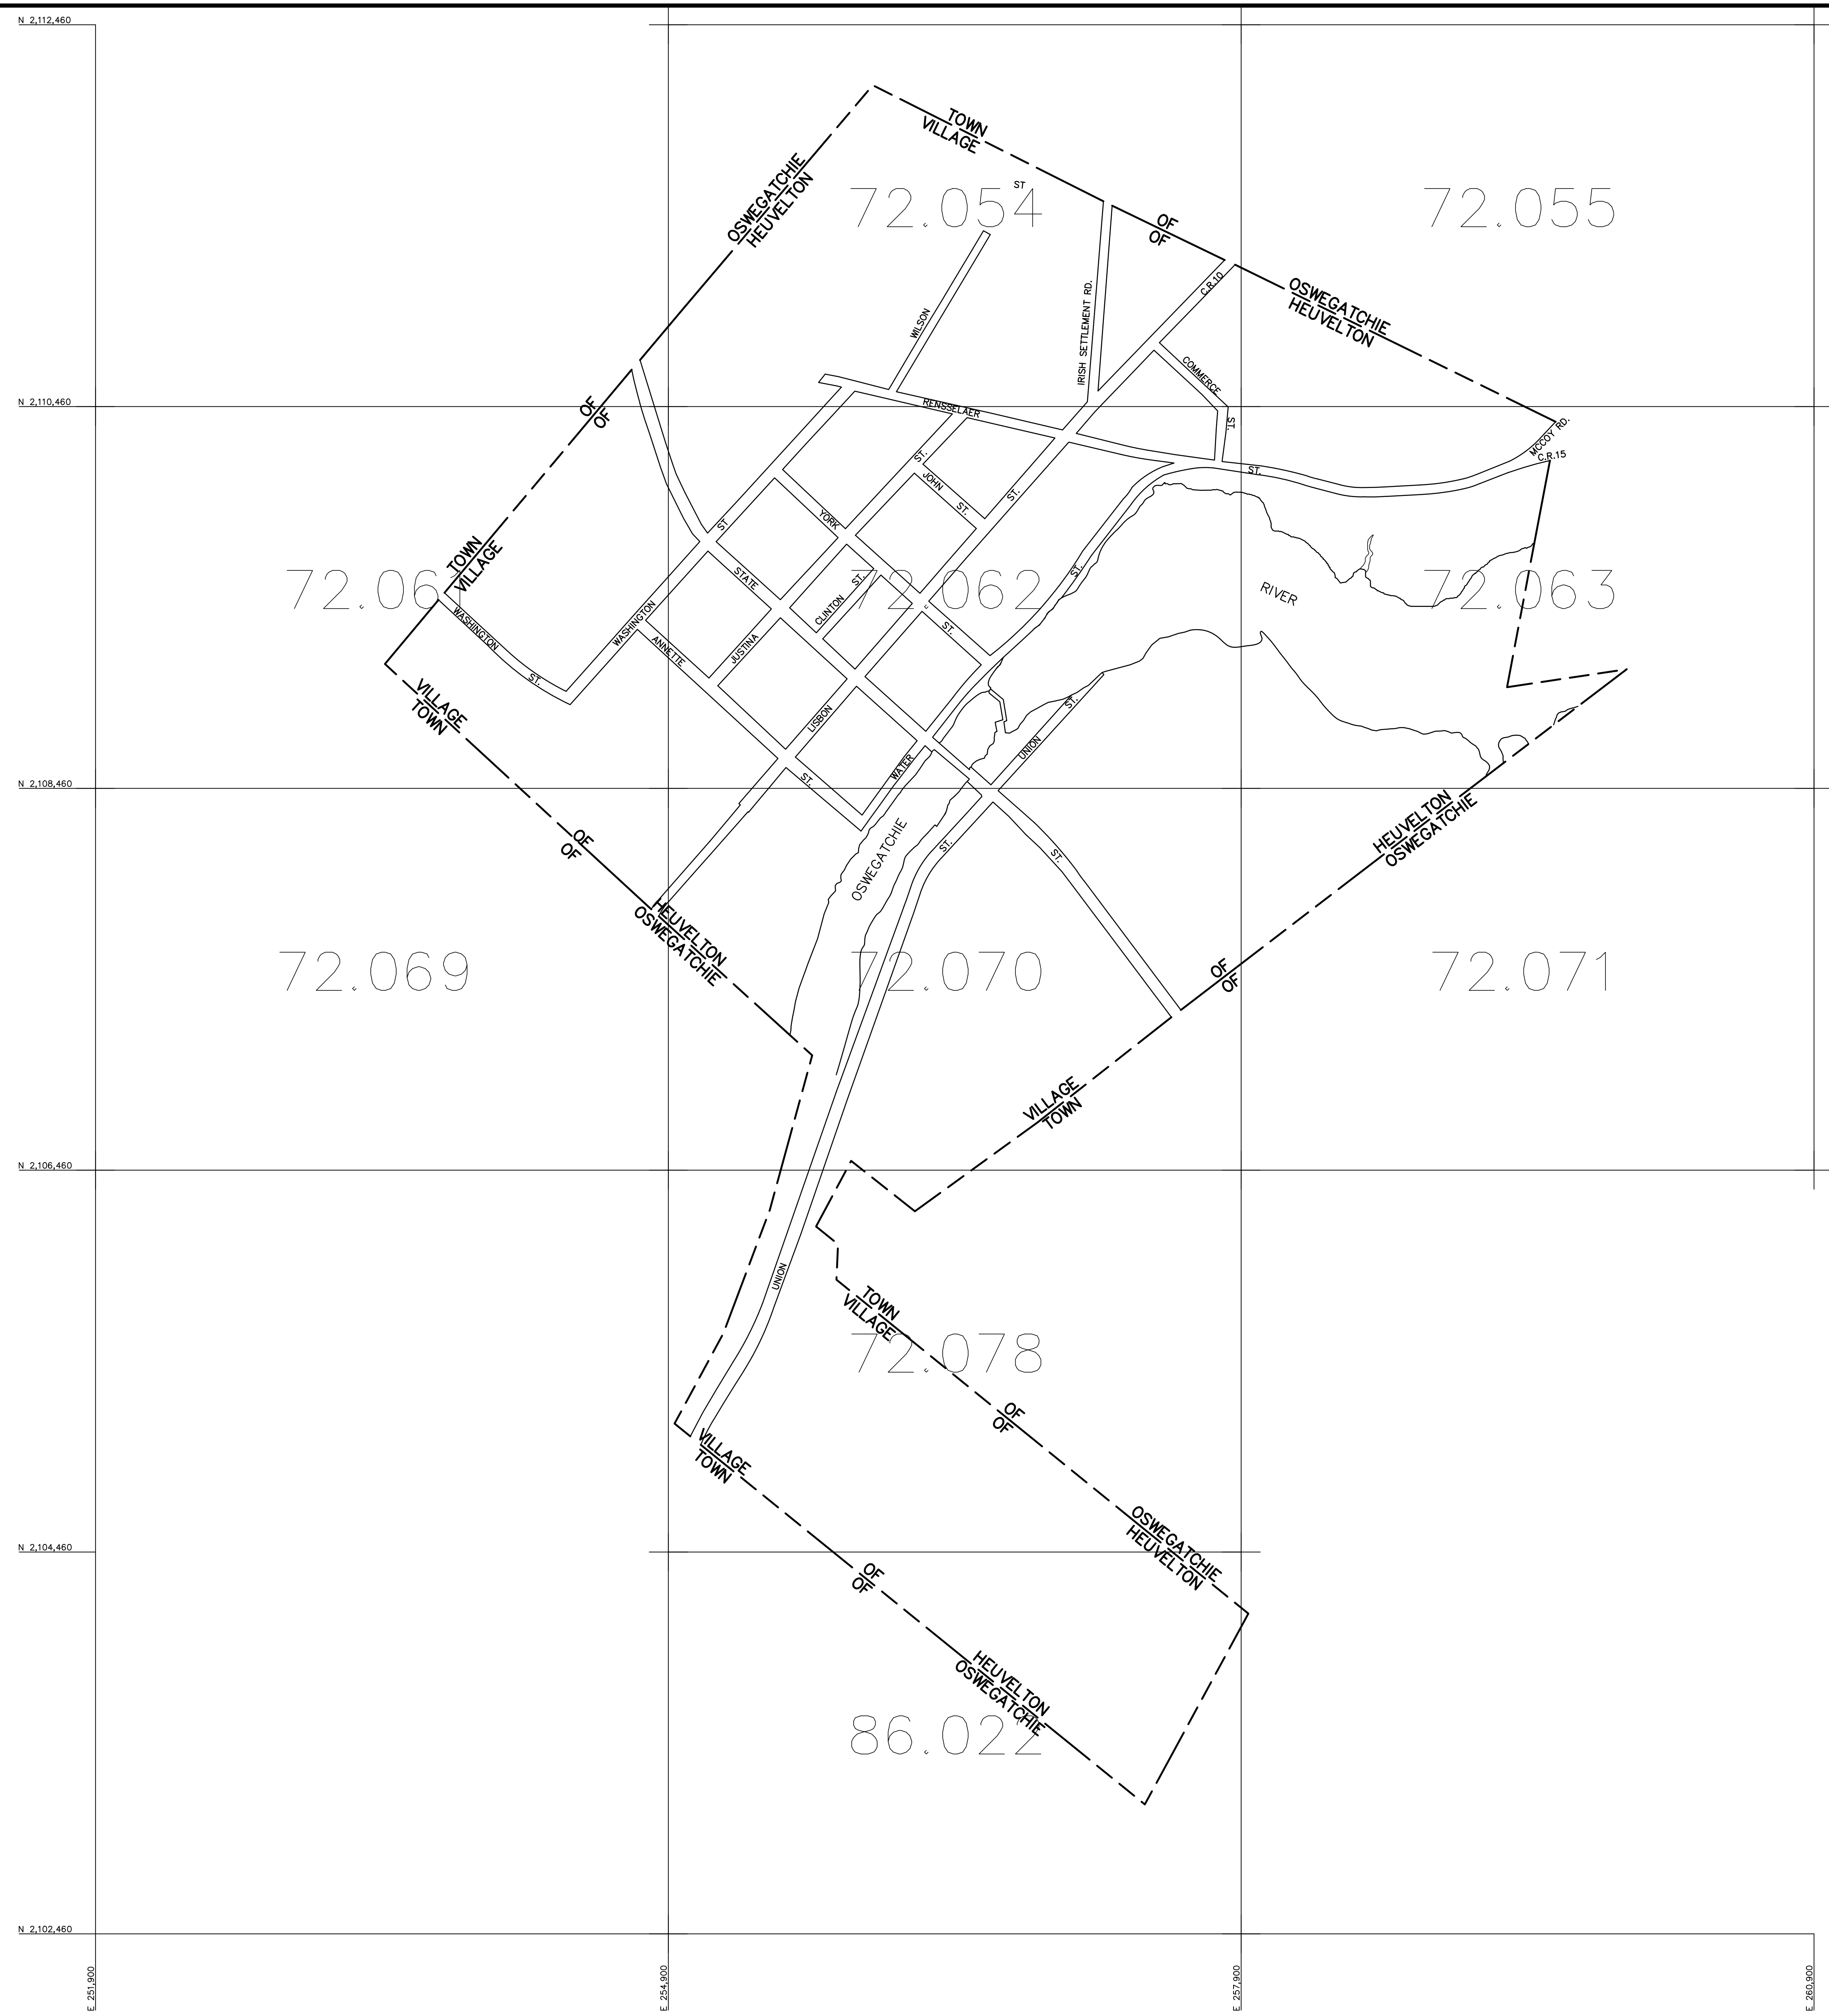 N 2,112,460
TOWN
VILLAGE
OSWEGATCHIE
HEUVELTON
ST
72.054
72.055
OF
OF
C.R.10
IRISH SETTLEMENT RD.
OSWEGATCHIE
HEUVELTON
WILSON
COMMERCE
ST.
N 2,110,460
RENSSELAER
OF
OF
MCCOY RD.
C.R.15
ST.
ST.
JOHN
ST.
ST.
YORK
ST
TOWN
VILLAGE
72.061
STATE
ST.
72.062
ST.
RIVER
72.063
WASHINGTON
ST.
CLINTON
WASHINGTON
ANNETTE
JUSTINA
ST.
VILLAGE
TOWN
LISBON
ST.
UNION
WATER
ST.
N 2,108,460
HEUVELTON
OSWEGATCHIE
OF
OF
OSWEGATCHIE
ST.
ST.
HEUVELTON
OSWEGATCHIE
72.069
72.070
72.071
OF
OF
VILLAGE
TOWN
N 2,106,460
UNION
TOWN
VILLAGE
72.078
OF
OF
VILLAGE
TOWN
N 2,104,460
OSWEGATCHIE
HEUVELTON
OF
OF
HEUVELTON
OSWEGATCHIE
86.022
N 2,102,460
E 251,900
E 254,900
E 257,900
E 260,900